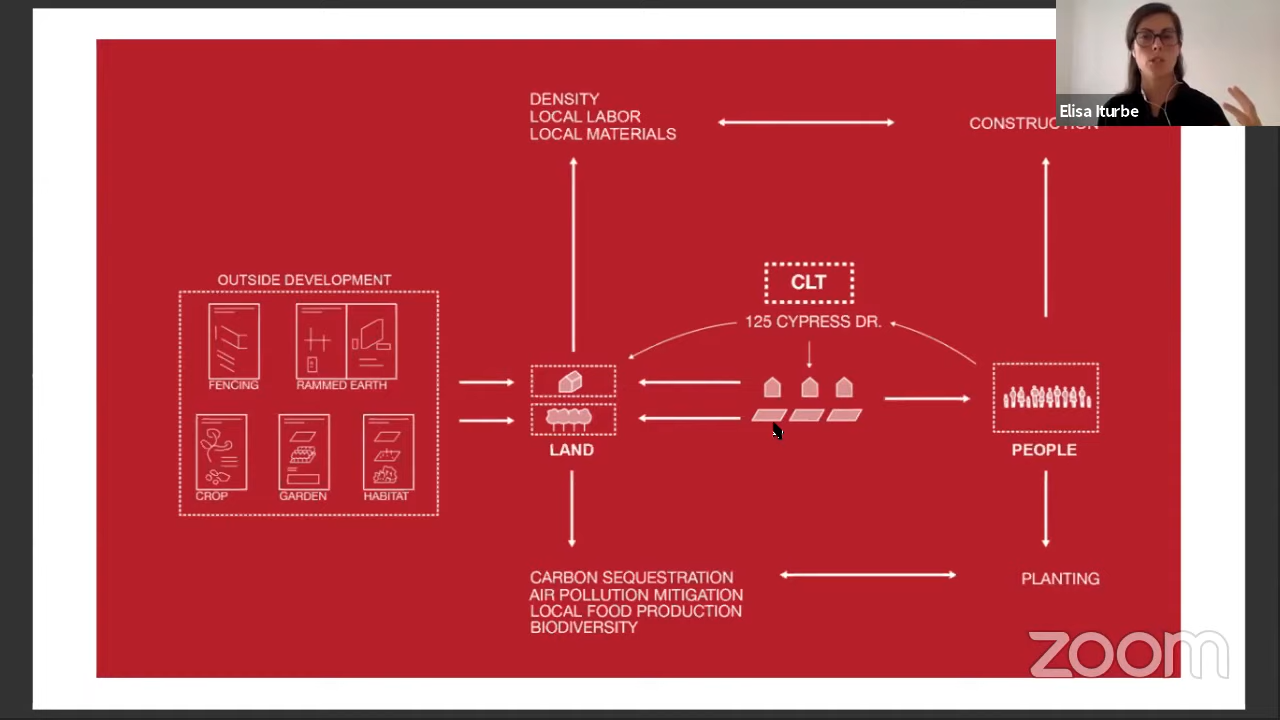 Elisa Iturbe
DENSITY
LOCAL LABOR
LOCAL MATERIALS
CONSTRUCTION
OUTSIDE DEVELOPMENT
CLT
125 CYPRESS DR.
FENCING
RAMMED EARTH
LAND
PEOPLE
CROP
GARDEN
HABITAT
CARBON SEQUESTRATION
AIR POLLUTION MITIGATION
LOCAL FOOD PRODUCTION
BIODIVERSITY
PLANTING
zoom